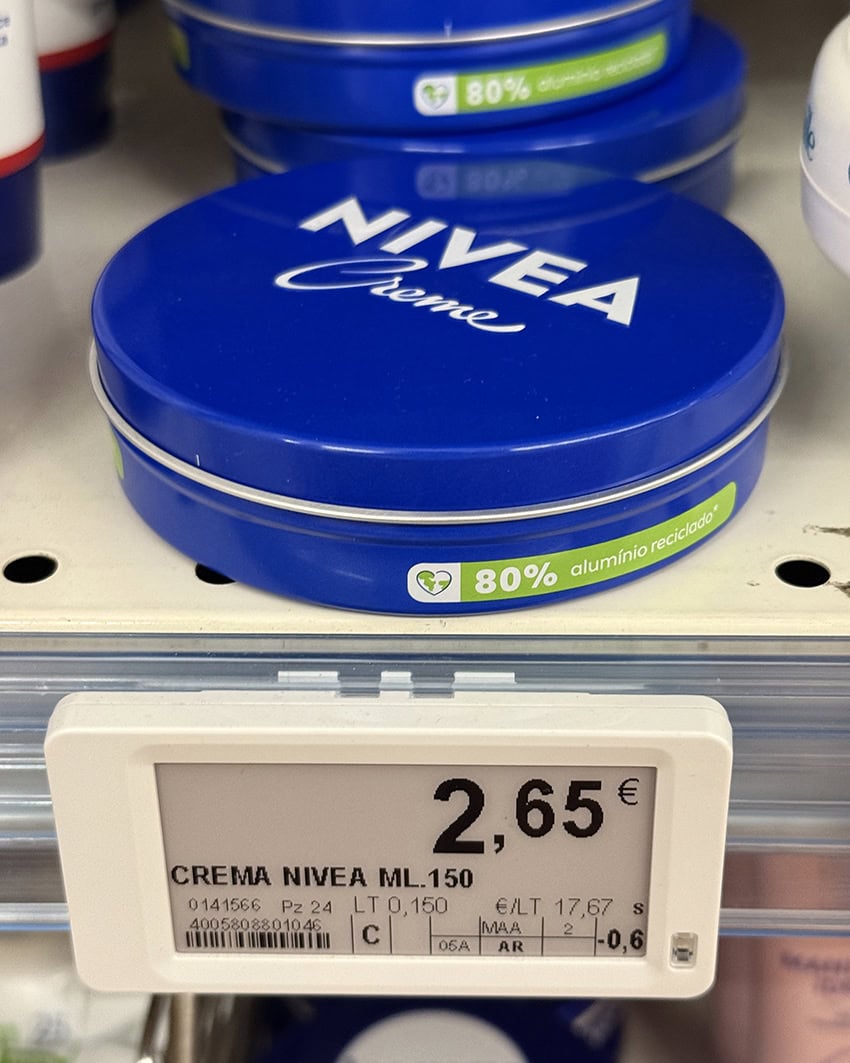 80% alumínio
NIVEA
Creme
80% alumínio reciclado*
2,65 €
CREMA NIVEA ML.150
0141566 Pz 24 LT 0,150 €/LT 17,67 s
4005808801046
C
MAA 2
05A AR -0,6